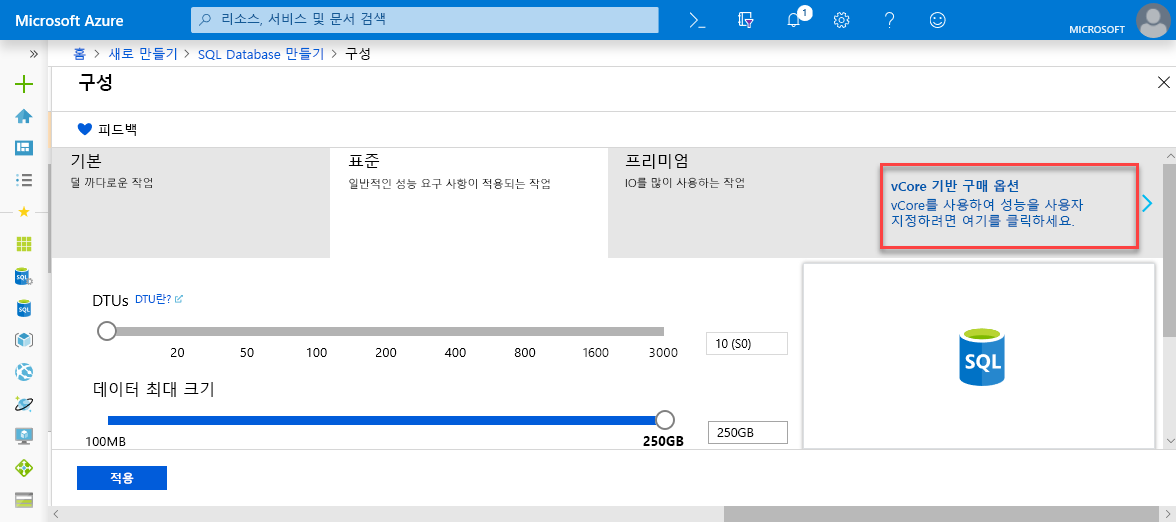 Microsoft Azure
리소스, 서비스 및 문서 검색
1
MICROSOFT
홈 > 새로 만들기 > SQL Database 만들기 > 구성
구성
피드백
기본
덜 까다로운 작업
표준
일반적인 성능 요구 사항이 적용되는 작업
프리미엄
IO를 많이 사용하는 작업
vCore 기반 구매 옵션
vCore를 사용하여 성능을 사용자
지정하려면 여기를 클릭하세요.
DTUs DTU란?
20 50 100 200 400 800 1600 3000
10 (S0)
데이터 최대 크기
100MB 250GB
250GB
SQL
적용
SQL
SQL